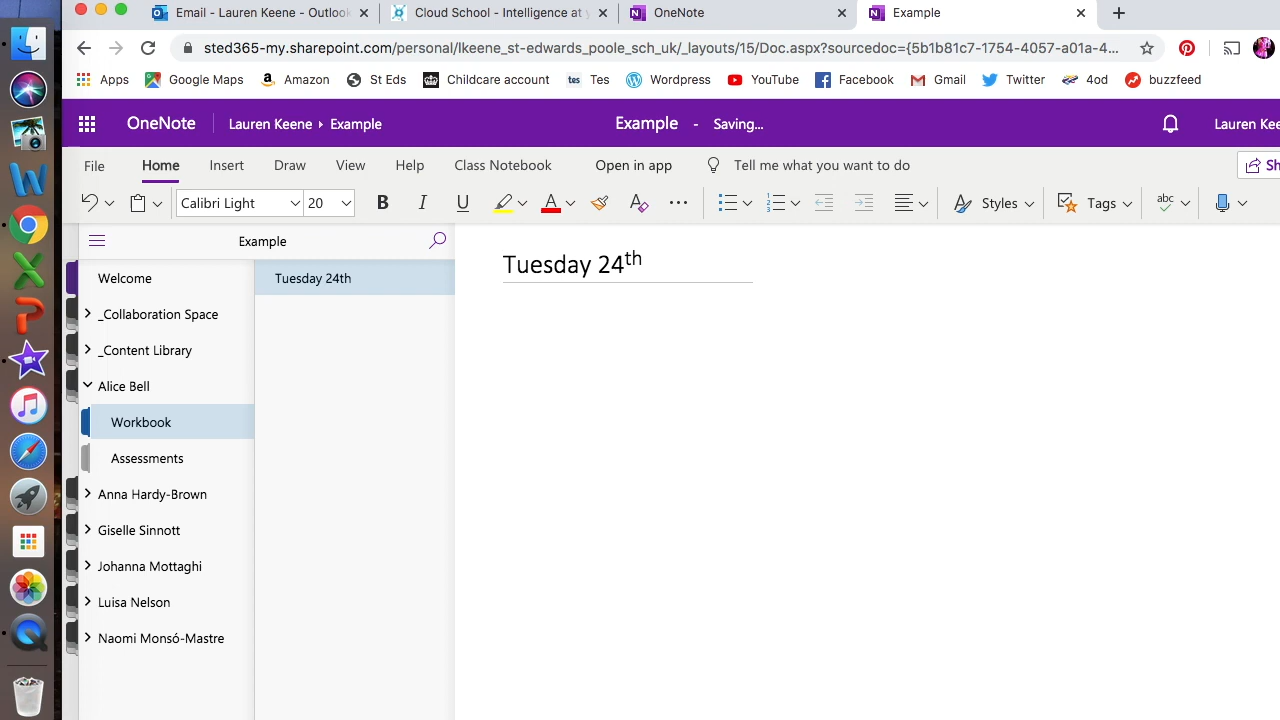 Email - Lauren Keene - Outlook
Cloud School - Intelligence at y
OneNote
Example
sted365-my.sharepoint.com/personal/lkeene_st-edwards_poole_sch_uk/_layouts/15/Doc.aspx?sourcedoc={5b1b81c7-1754-4057-a01a-4...
Apps
Google Maps
Amazon
St Eds
Childcare account
tes
Tes
Wordpress
YouTube
Facebook
Gmail
Twitter
4od
buzzfeed
OneNote
Lauren Keene
Example
Example - Saving...
Lauren Kee
File
Home
Insert
Draw
View
Help
Class Notebook
Open in app
Tell me what you want to do
Sh
Calibri Light
20
B
I
U
A
A
Styles
Tags
abc
Example
Welcome
_Collaboration Space
_Content Library
Alice Bell
Workbook
Assessments
Anna Hardy-Brown
Giselle Sinnott
Johanna Mottaghi
Luisa Nelson
Naomi Monsó-Mastre
Tuesday 24th
Tuesday 24th